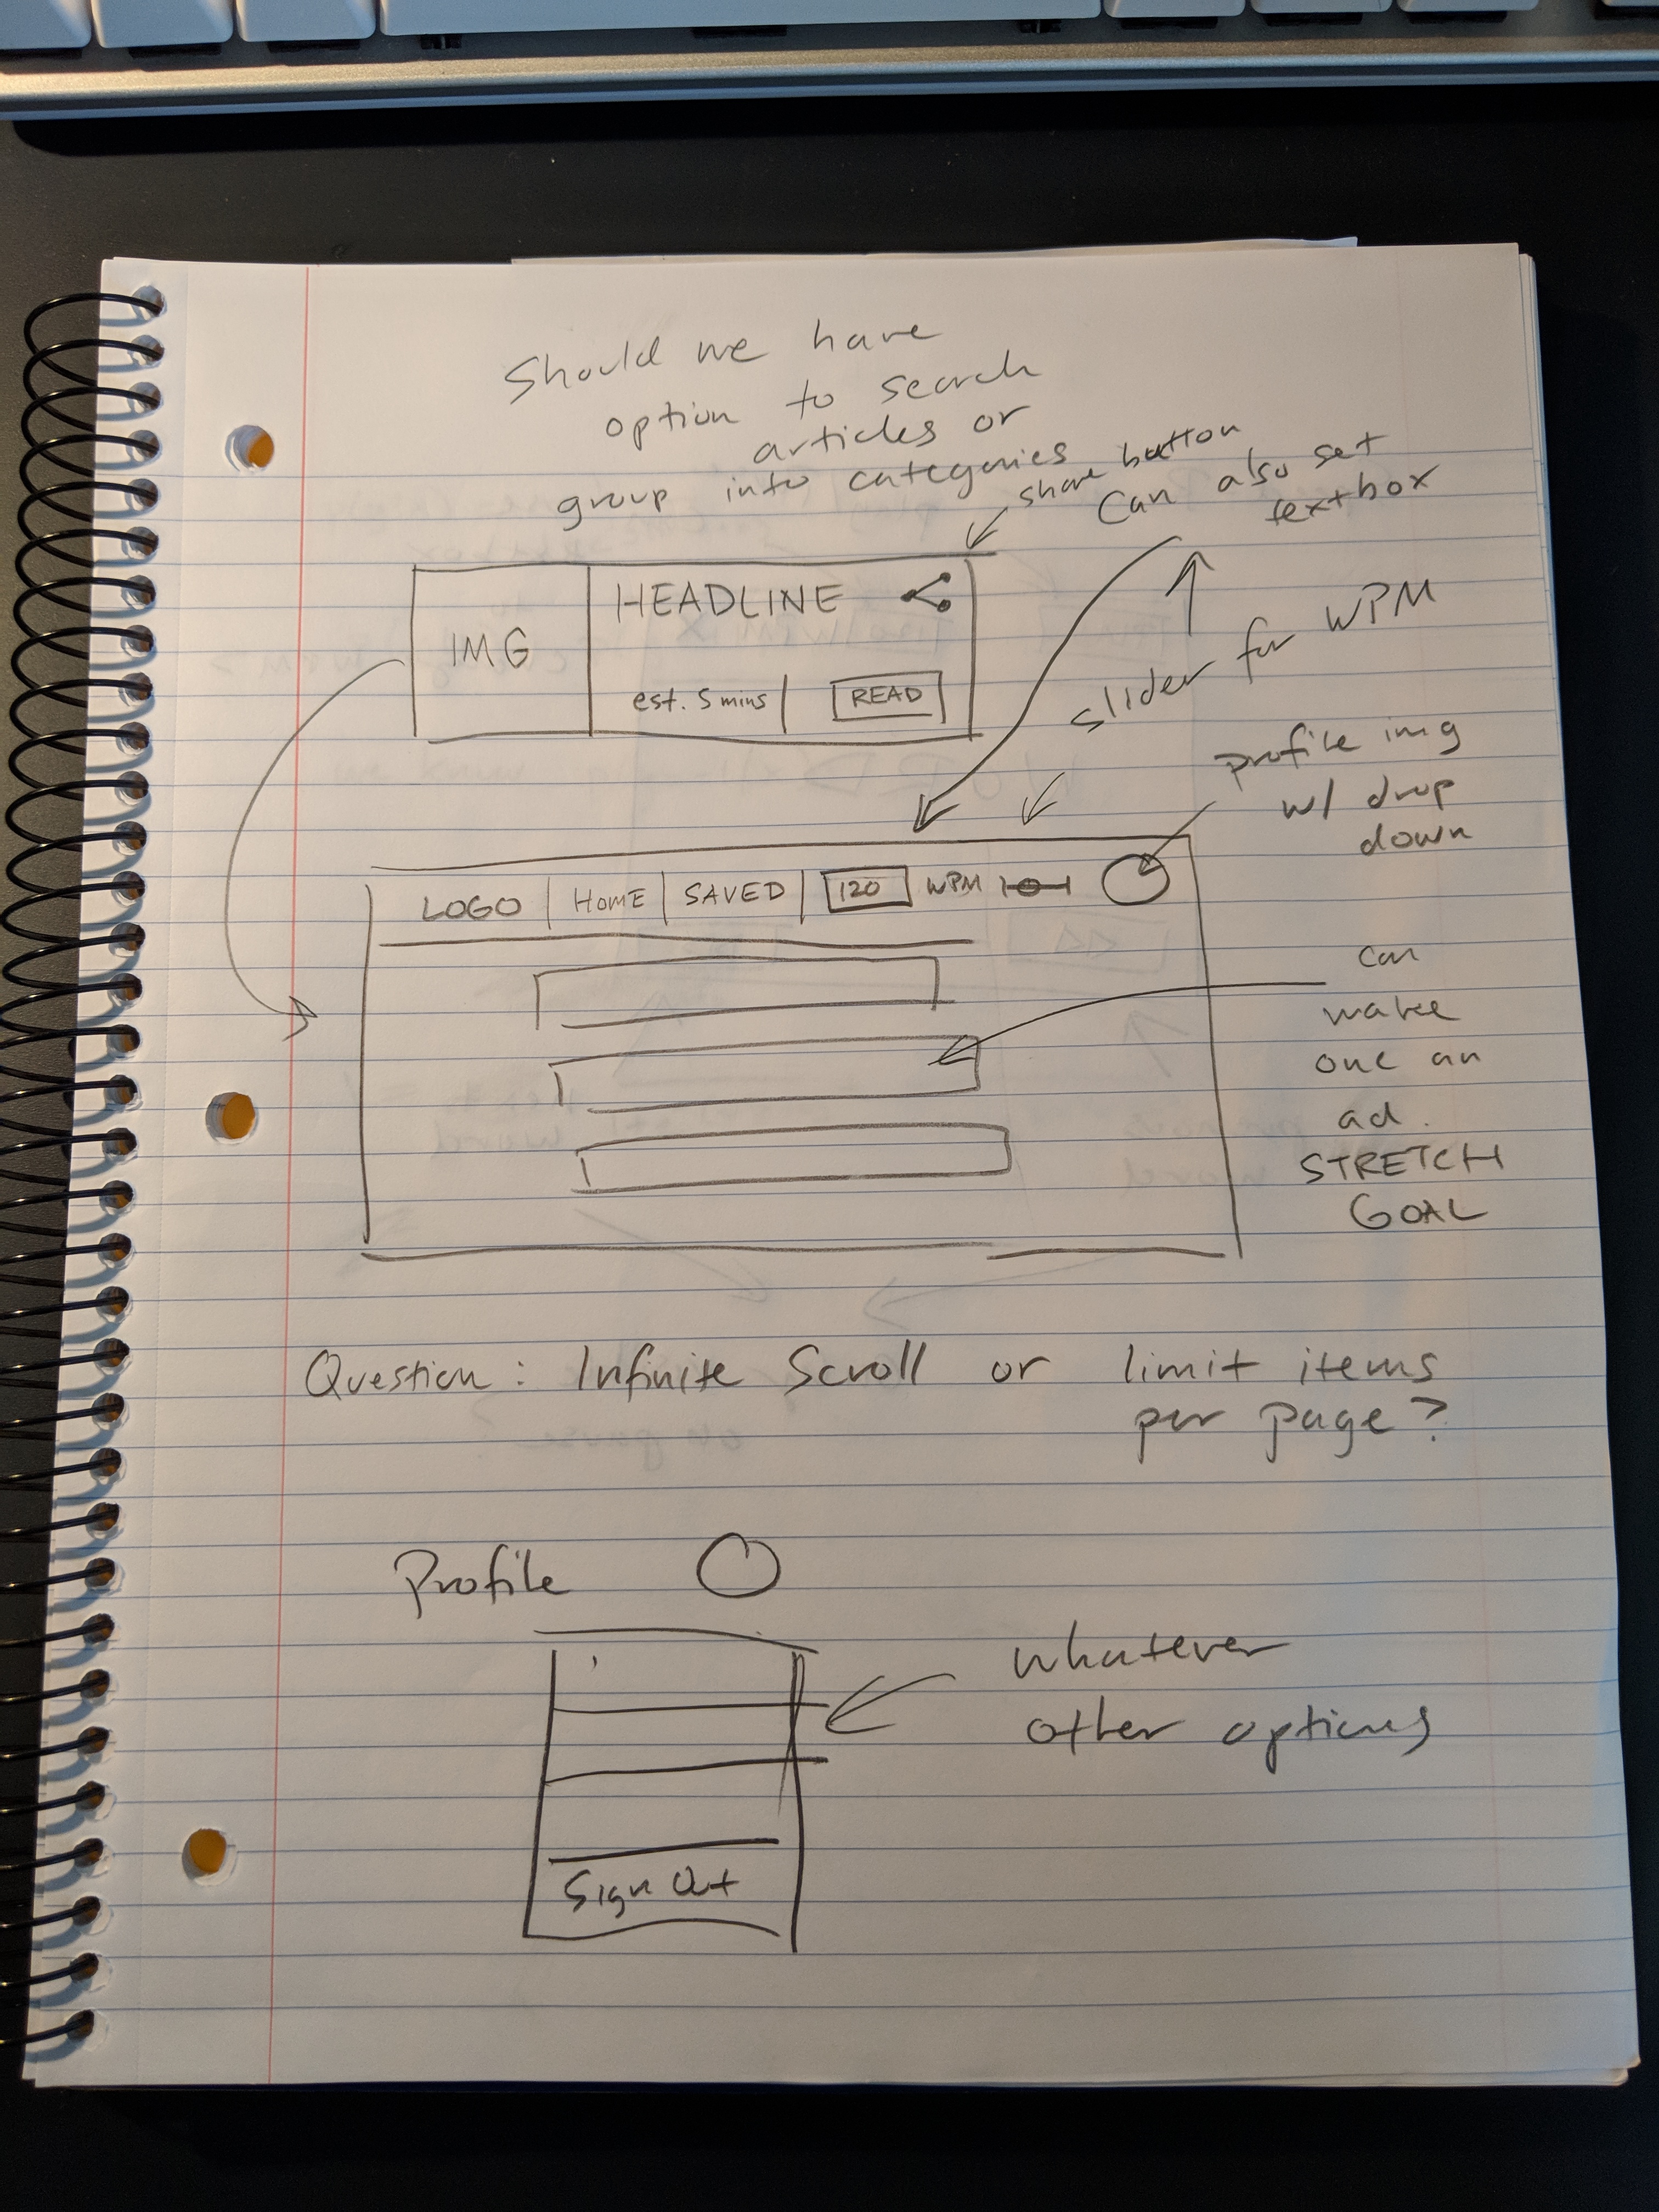 Should we have
option to search
articles or
group into categories
share button
Can also set
textbox
HEADLINE
IMG
est. 5 mins
READ
slider for WPM
profile img
w/ drop
down
LOGO HOME SAVED 120 WPM
can
make
one an
ad.
STRETCH
GOAL
Question: Infinite Scroll or limit items
per page?
Profile
whatever
other options
Sign Out